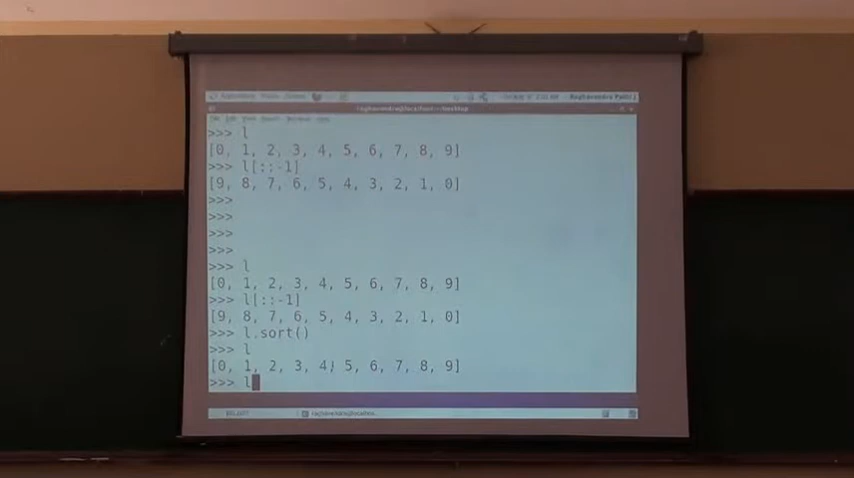 >>> l
[0, 1, 2, 3, 4, 5, 6, 7, 8, 9]
>>> l[::-1]
[9, 8, 7, 6, 5, 4, 3, 2, 1, 0]
>>>
>>>
>>>
>>>
>>> l
[0, 1, 2, 3, 4, 5, 6, 7, 8, 9]
>>> l[::-1]
[9, 8, 7, 6, 5, 4, 3, 2, 1, 0]
>>> l.sort()
>>> l
[0, 1, 2, 3, 4, 5, 6, 7, 8, 9]
>>> l